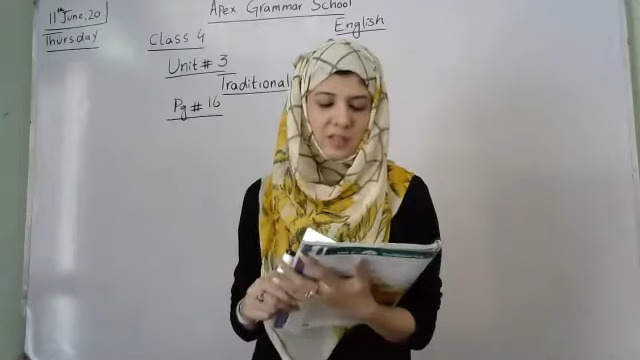 Apex Grammar School
11th June, 20
Thursday
English
Class 4
Unit # 3
Traditional
Pg # 16